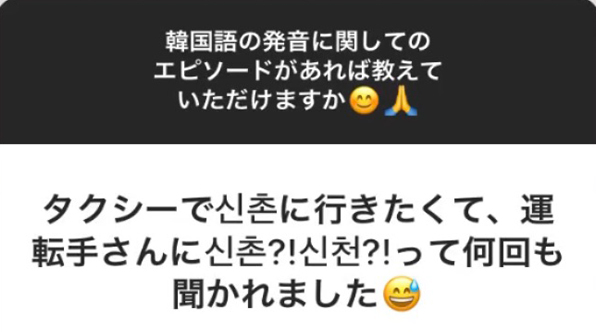 韓国語の発音に関しての
エピソードがあれば教えて
いただけますか😊🙏
タクシーで신촌に行きたくて、運
転手さんに신촌?!신천?!って何回も
聞かれました😅